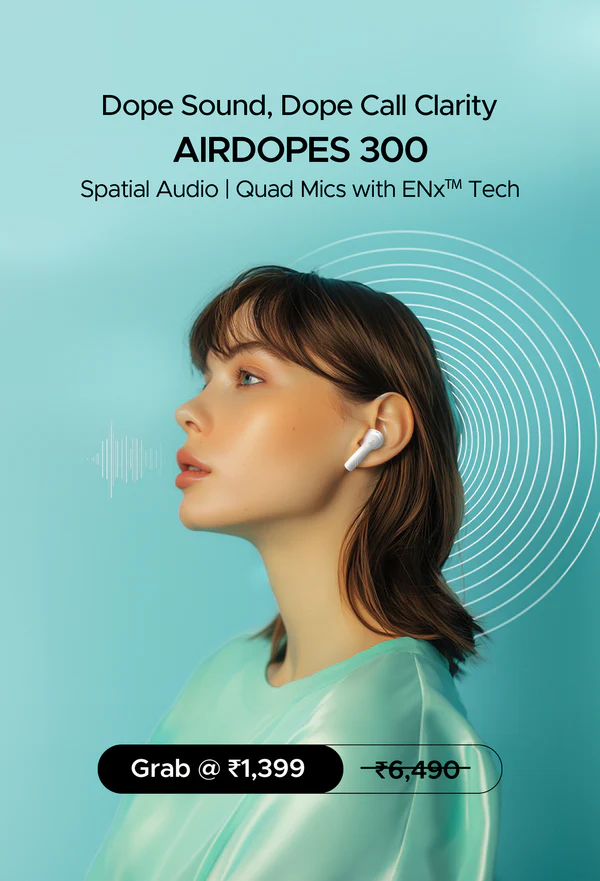 Dope Sound, Dope Call Clarity
AIRDOPES 300
Spatial Audio | Quad Mics with ENx™ Tech
Grab @ ₹1,399 ₹6,490